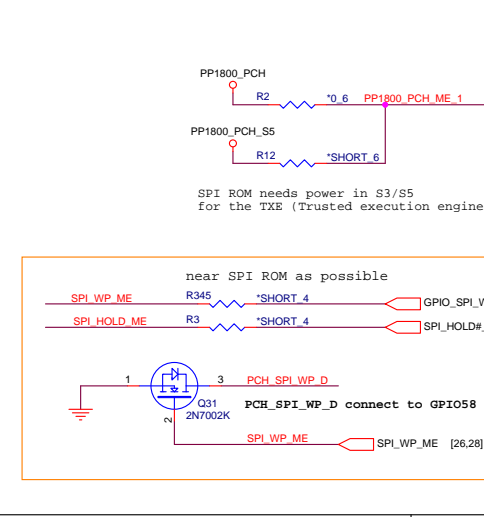 PP1800_PCH
R2 *0_6 PP1800_PCH_ME_1
PP1800_PCH_S5
R12 *SHORT_6
SPI ROM needs power in S3/S5
for the TXE (Trusted execution engine
near SPI ROM as possible
SPI_WP_ME R345 *SHORT_4 GPIO_SPI_W
SPI_HOLD_ME R3 *SHORT_4 SPI_HOLD#_
1 3 PCH_SPI_WP_D
Q31 PCH_SPI_WP_D connect to GPIO58
2N7002K
2
SPI_WP_ME SPI_WP_ME [26,28]